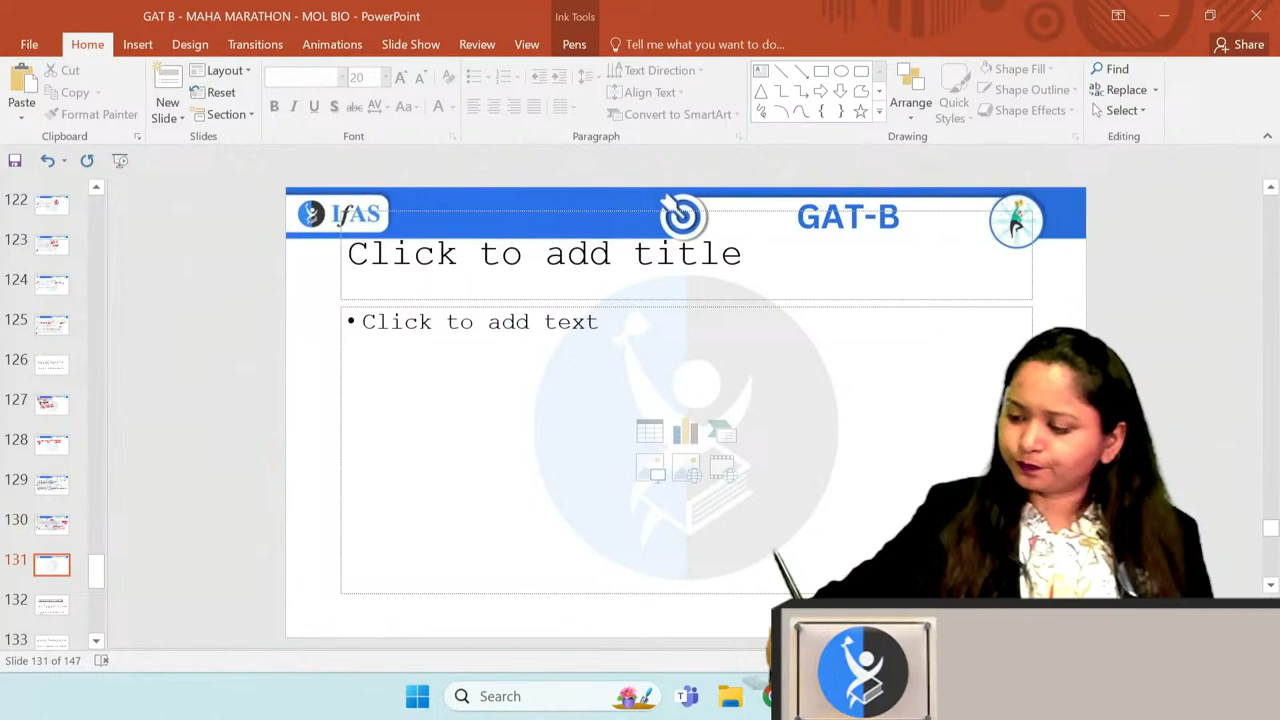 GAT B - MAHA MARATHON - MOL BIO - PowerPoint
Ink Tools
File
Home
Insert
Design
Transitions
Animations
Slide Show
Review
View
Pens
Tell me what you want to do...
Share
Paste
Cut
Copy
Format Painter
Clipboard
New Slide
Layout
Reset
Section
Slides
20
B I U S abc AV Aa A
Font
Text Direction
Align Text
Convert to SmartArt
Paragraph
Arrange
Quick Styles
Shape Fill
Shape Outline
Shape Effects
Drawing
Find
Replace
Select
Editing
122
123
124
125
126
127
128
129
130
131
132
133
IfAS
GAT-B
Click to add title
• Click to add text
Slide 131 of 147
Search